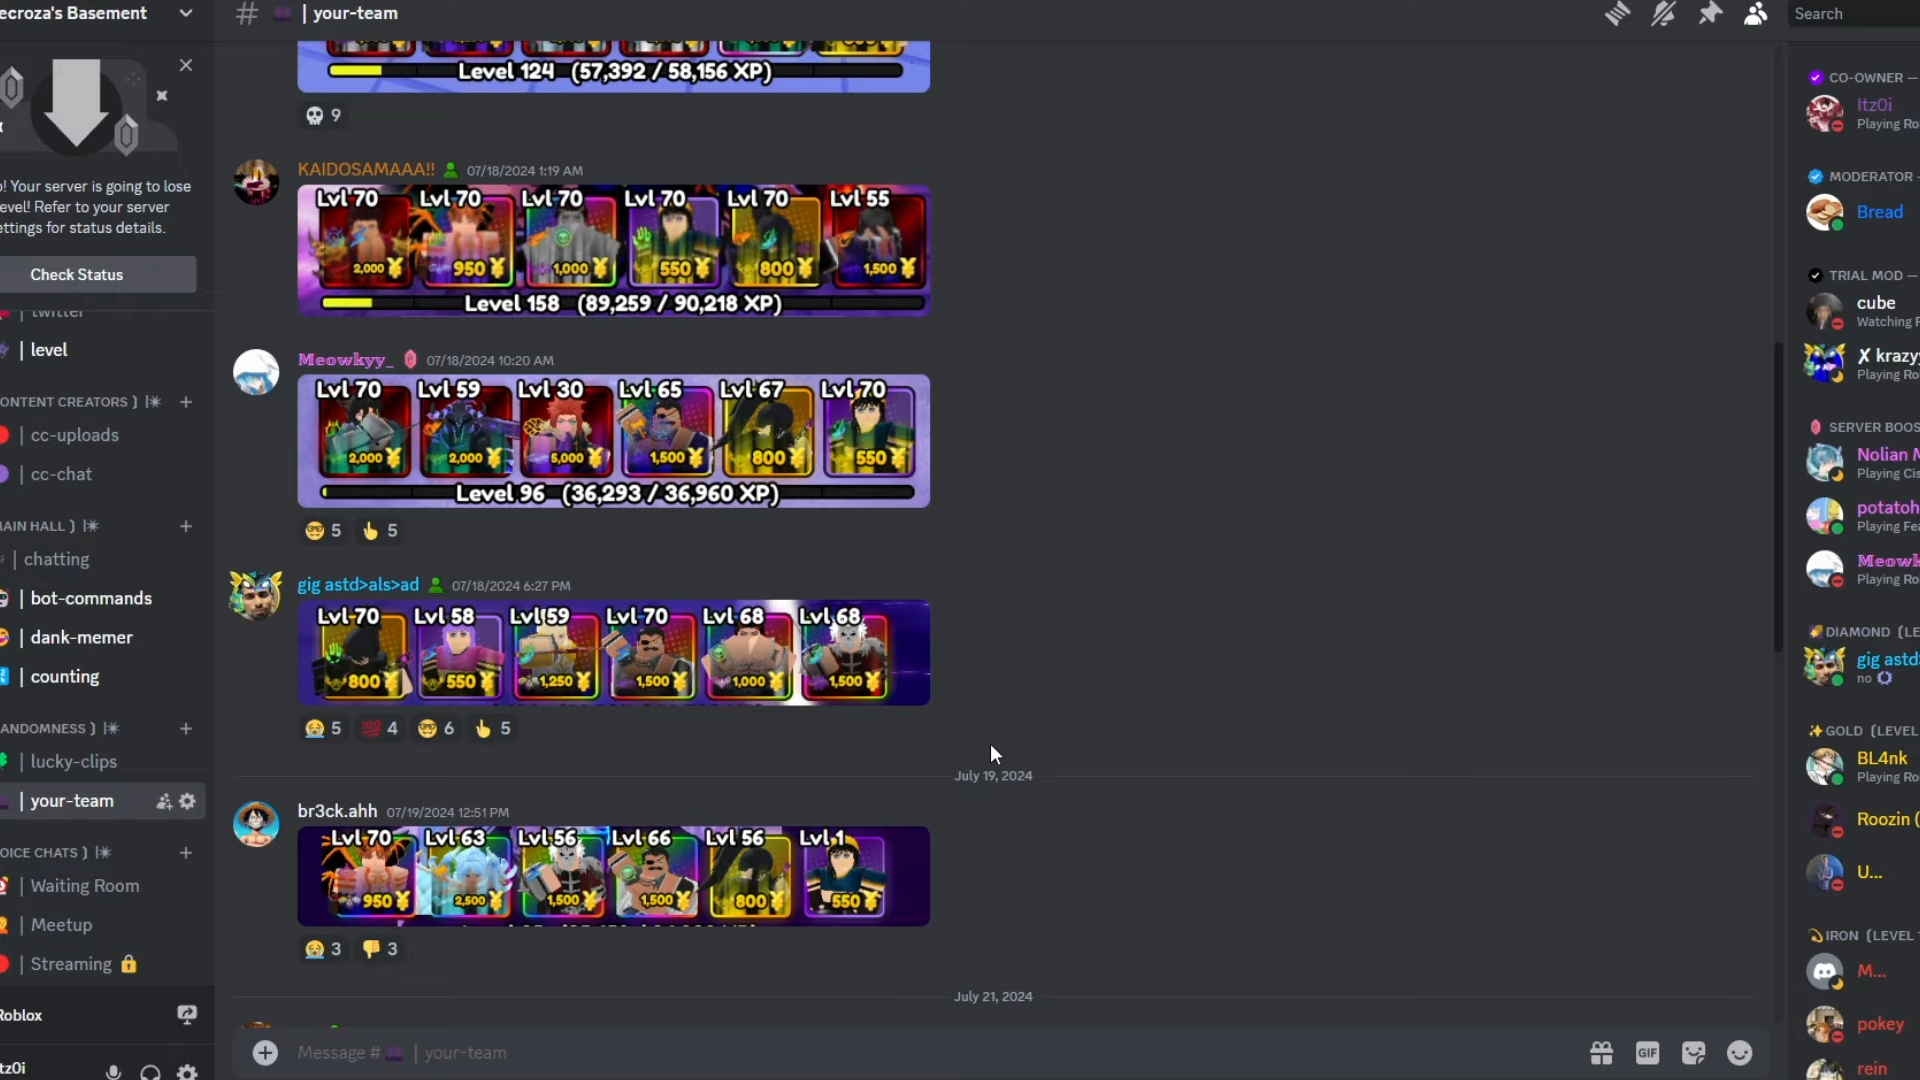 ecroza's Basement
# | your-team
Search
! Your server is going to lose
evel! Refer to your server
ettings for status details.
Check Status
| twitter
| level
ONTENT CREATORS ) |
| cc-uploads
| cc-chat
AIN HALL ) |
| chatting
| bot-commands
| dank-memer
| counting
ANDOMNESS ) |
| lucky-clips
| your-team
OICE CHATS ) |
| Waiting Room
| Meetup
| Streaming
Roblox
tz0i
Level 124 (57,392 / 58,156 XP)
9
KAIDOSAMAAA!! 07/18/2024 1:19 AM
Lvl 70 Lvl 70 Lvl 70 Lvl 70 Lvl 70 Lvl 55
2,000¥ 950¥ 1,000¥ 550¥ 800¥ 1,500¥
Level 158 (89,259 / 90,218 XP)
Meowkyy_ 07/18/2024 10:20 AM
Lvl 70 Lvl 59 Lvl 30 Lvl 65 Lvl 67 Lvl 70
2,000¥ 2,000¥ 5,000¥ 1,500¥ 800¥ 550¥
Level 96 (36,293 / 36,960 XP)
5 5
gig astd>als>ad 07/18/2024 6:27 PM
Lvl 70 Lvl 58 Lvl 59 Lvl 70 Lvl 68 Lvl 68
800¥ 550¥ 1,250¥ 1,500¥ 1,000¥ 1,500¥
5 4 6 5
July 19, 2024
br3ck.ahh 07/19/2024 12:51 PM
Lvl 70 Lvl 63 Lvl 56 Lvl 66 Lvl 56 Lvl 1
950¥ 2,500¥ 1,500¥ 1,500¥ 800¥ 550¥
3 3
July 21, 2024
Message # | your-team
GIF
CO-OWNER —
Itz0i
Playing Ro
MODERATOR -
Bread
TRIAL MOD —
cube
Watching F
✗ krazyy
Playing Ro
SERVER BOOS
Nolian M
Playing Cis
potatoh
Playing Fea
Meowk
Playing Ro
DIAMOND (LE
gig astd>
no
GOLD (LEVEL
BL4nk
Playing Ro
Roozin (
U...
IRON (LEVEL
M...
pokey
rein